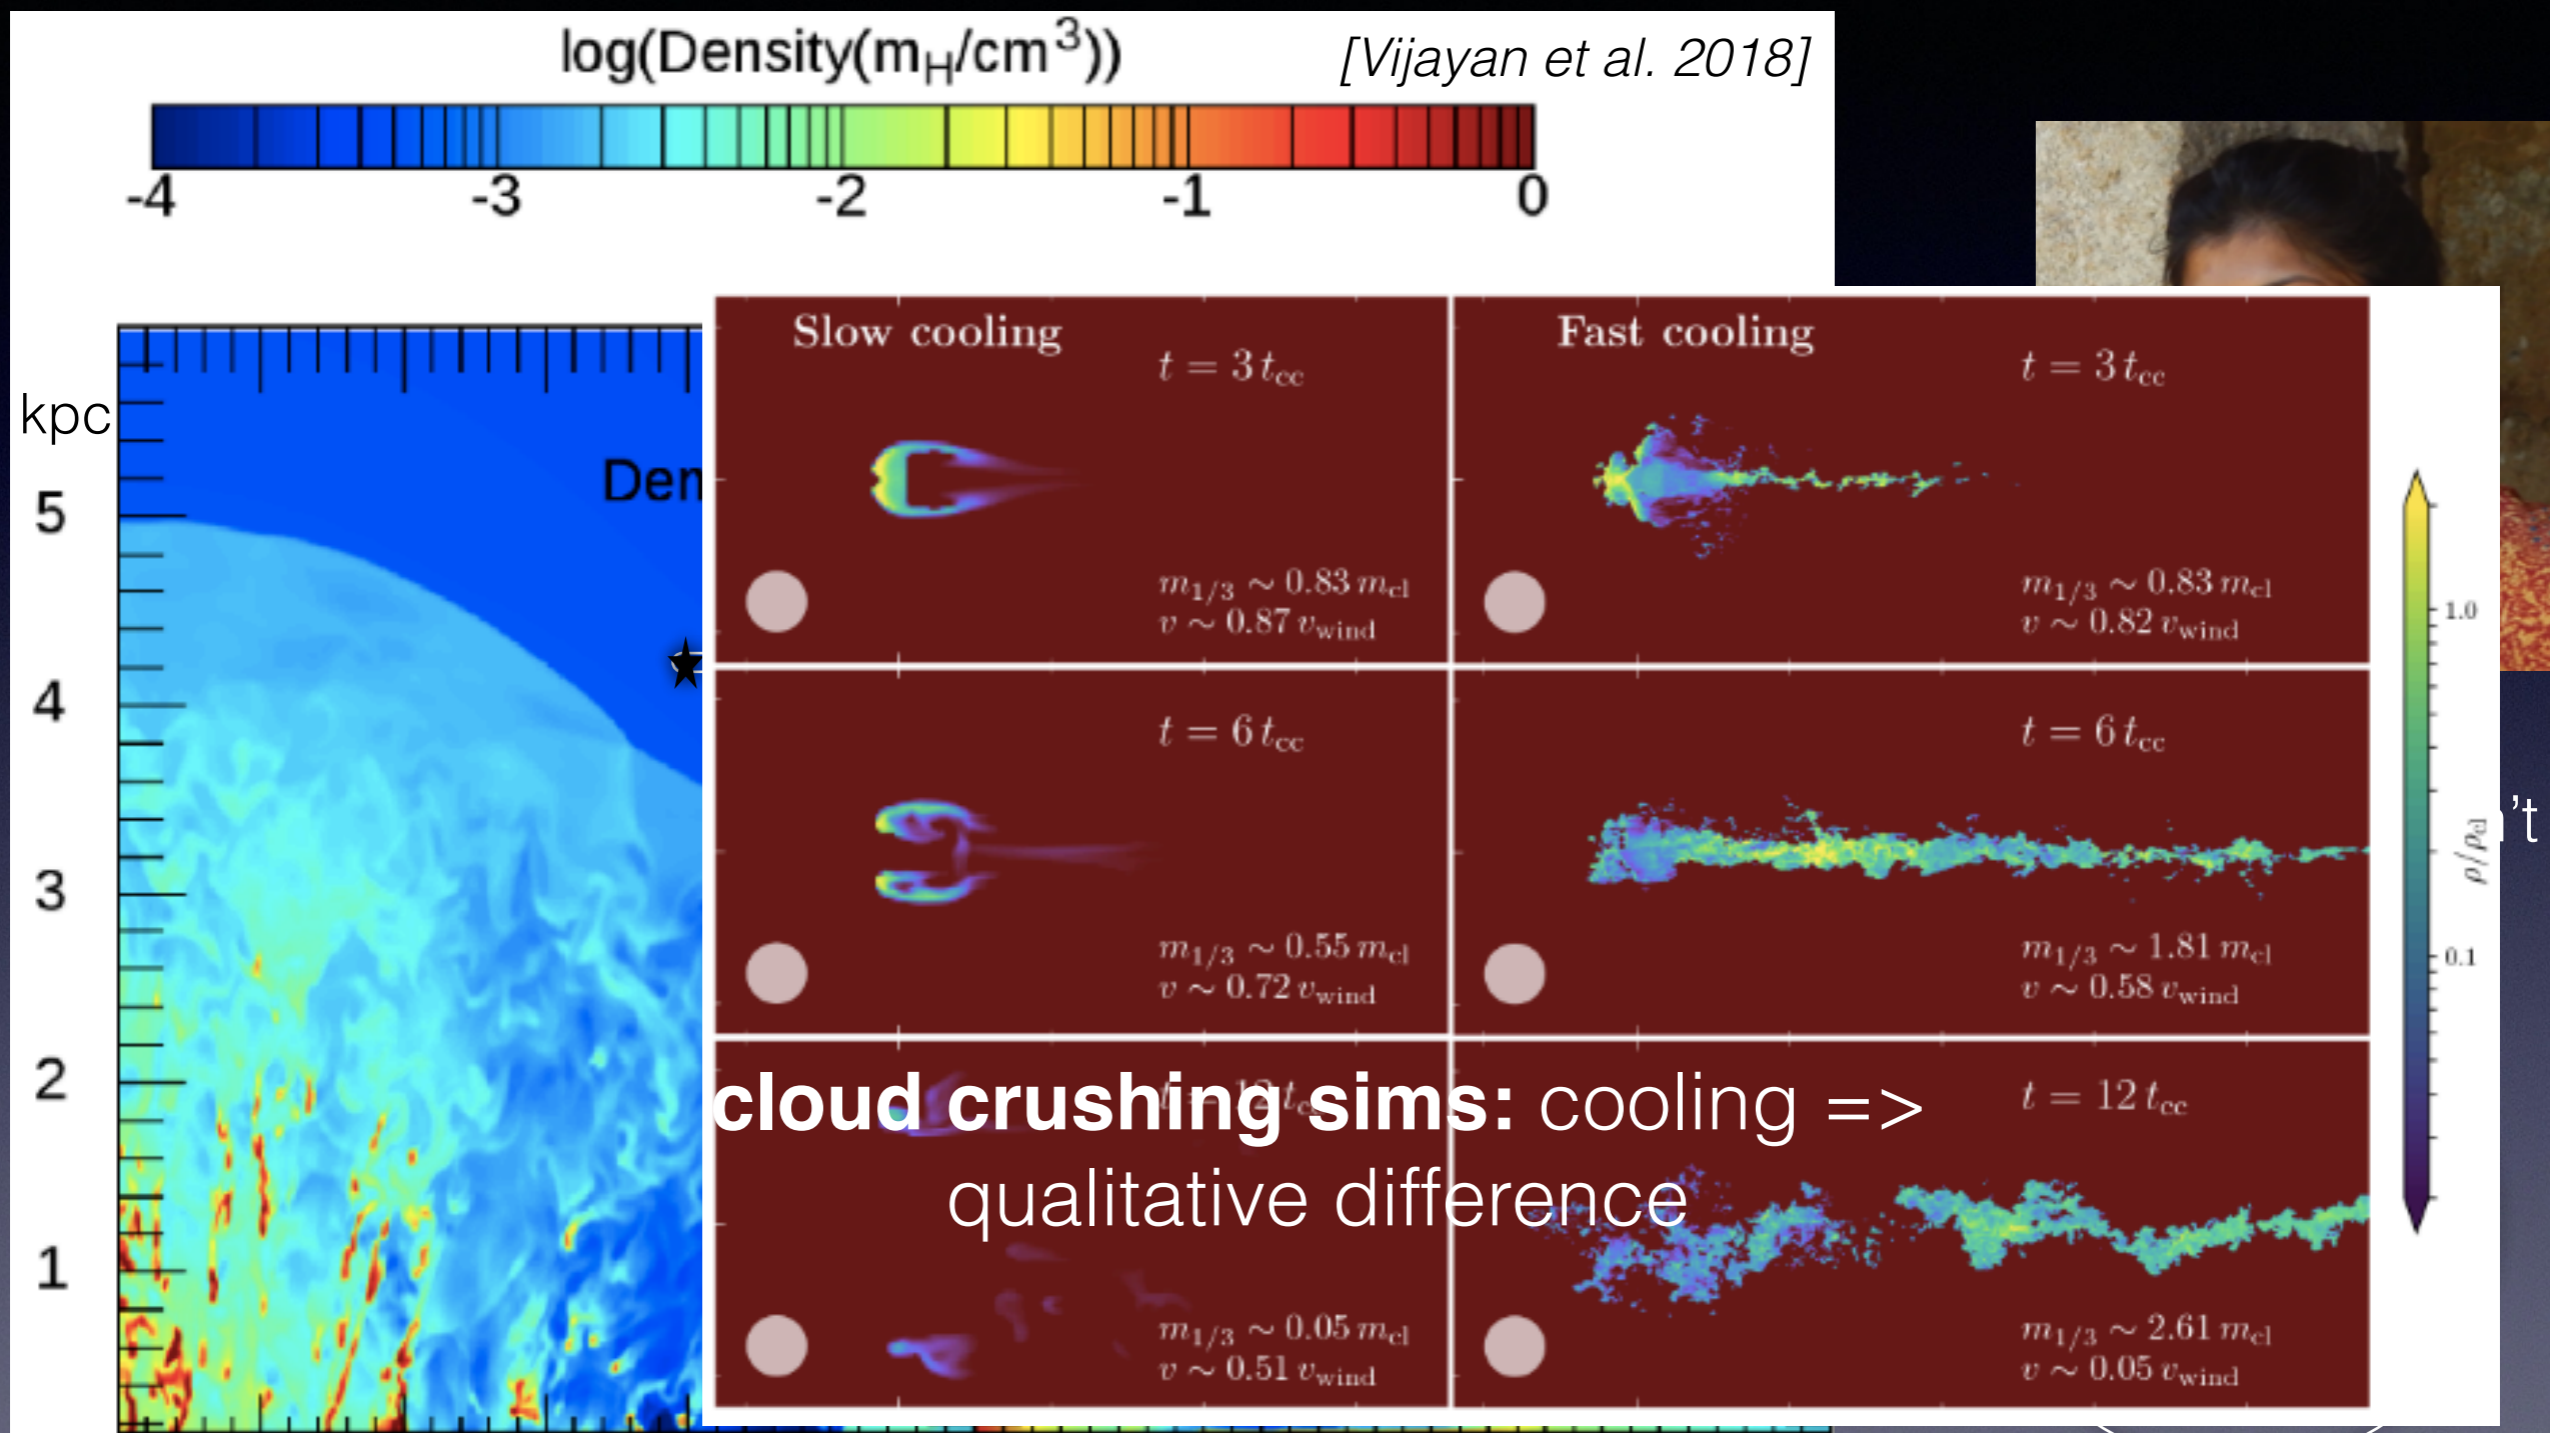 log(Density(m_H/cm^3))
[Vijayan et al. 2018]
-4 -3 -2 -1 0
kpc
5
4
3
2
1
Den
Slow cooling
t = 3 t_cc
m_1/3 ~ 0.83 m_cl
v ~ 0.87 v_wind
Fast cooling
t = 3 t_cc
m_1/3 ~ 0.83 m_cl
v ~ 0.82 v_wind
t = 6 t_cc
m_1/3 ~ 0.55 m_cl
v ~ 0.72 v_wind
t = 6 t_cc
m_1/3 ~ 1.81 m_cl
v ~ 0.58 v_wind
t = 12 t_c
m_1/3 ~ 0.05 m_cl
v ~ 0.51 v_wind
t = 12 t_cc
m_1/3 ~ 2.61 m_cl
v ~ 0.05 v_wind
cloud crushing sims: cooling =>
qualitative difference
1.0
0.1
ρ/ρ_cl
't